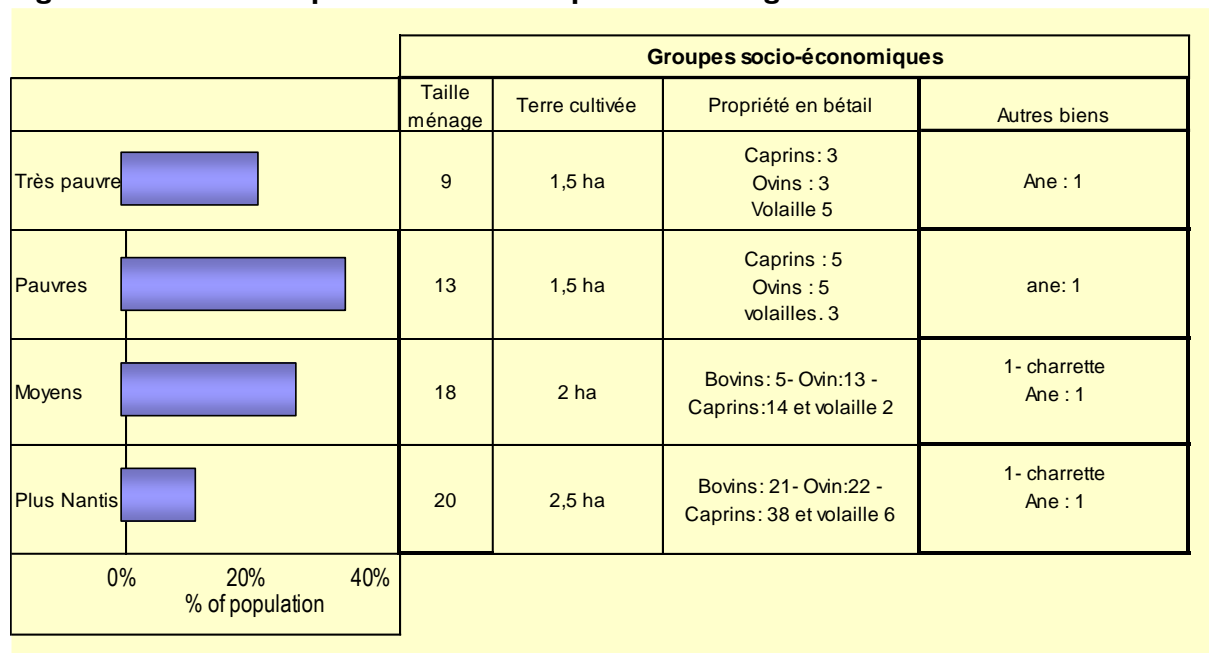 Groupes socio-économiques
Taille
ménage
Terre cultivée
Propriété en bétail
Autres biens
Très pauvre
9
1,5 ha
Caprins: 3
Ovins : 3
Volaille 5
Ane : 1
Pauvres
13
1,5 ha
Caprins : 5
Ovins : 5
volailles. 3
ane: 1
Moyens
18
2 ha
Bovins: 5- Ovin:13 -
Caprins:14 et volaille 2
1- charrette
Ane : 1
Plus Nantis
20
2,5 ha
Bovins: 21- Ovin:22 -
Caprins: 38 et volaille 6
1- charrette
Ane : 1
0% 20% 40%
% of population